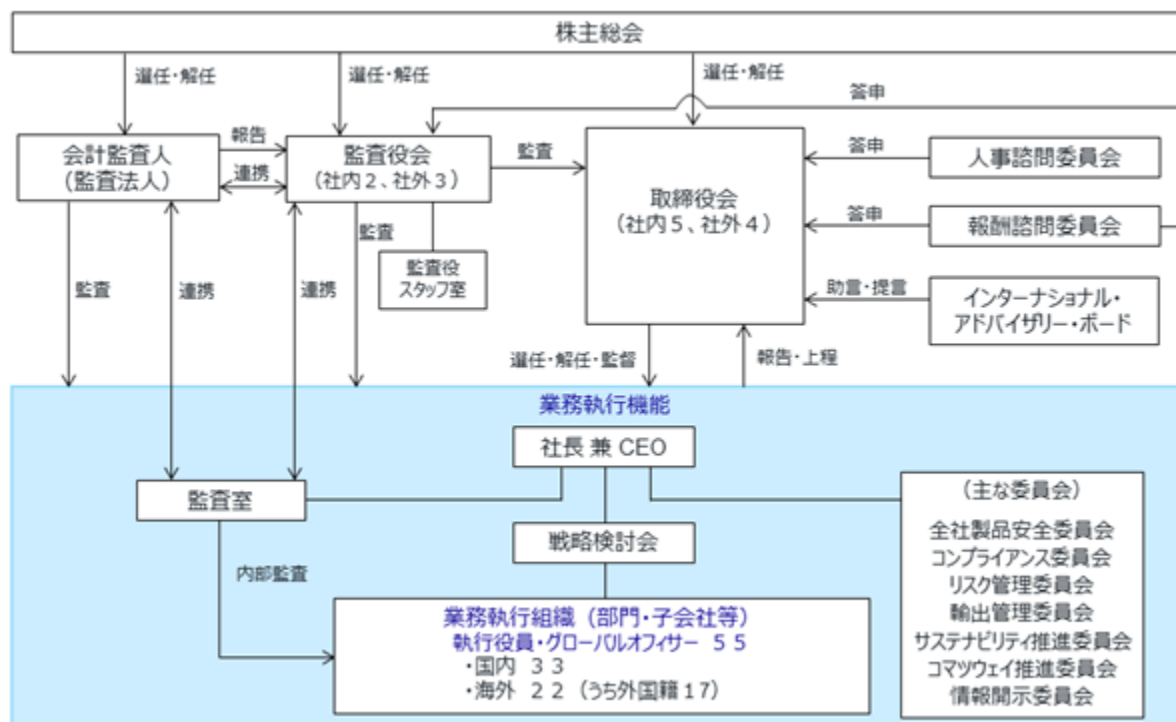 株主総会
選任・解任
選任・解任
選任・解任
答申
会計監査人
(監査法人)
報告
連携
監査役会
(社内２、社外３)
監査
取締役会
(社内５、社外４)
答申
人事諮問委員会
答申
報酬諮問委員会
助言・提言
インターナショナル・
アドバイザリー・ボード
監査
連携
連携
監査
監査役
スタッフ室
選任・解任・監督
報告・上程
業務執行機能
社長 兼 CEO
監査室
戦略検討会
内部監査
業務執行組織（部門・子会社等）
執行役員・グローバルオフィサー ５５
・国内 ３３
・海外 ２２（うち外国籍１７）
（主な委員会）
全社製品安全委員会
コンプライアンス委員会
リスク管理委員会
輸出管理委員会
サステナビリティ推進委員会
コマツウェイ推進委員会
情報開示委員会